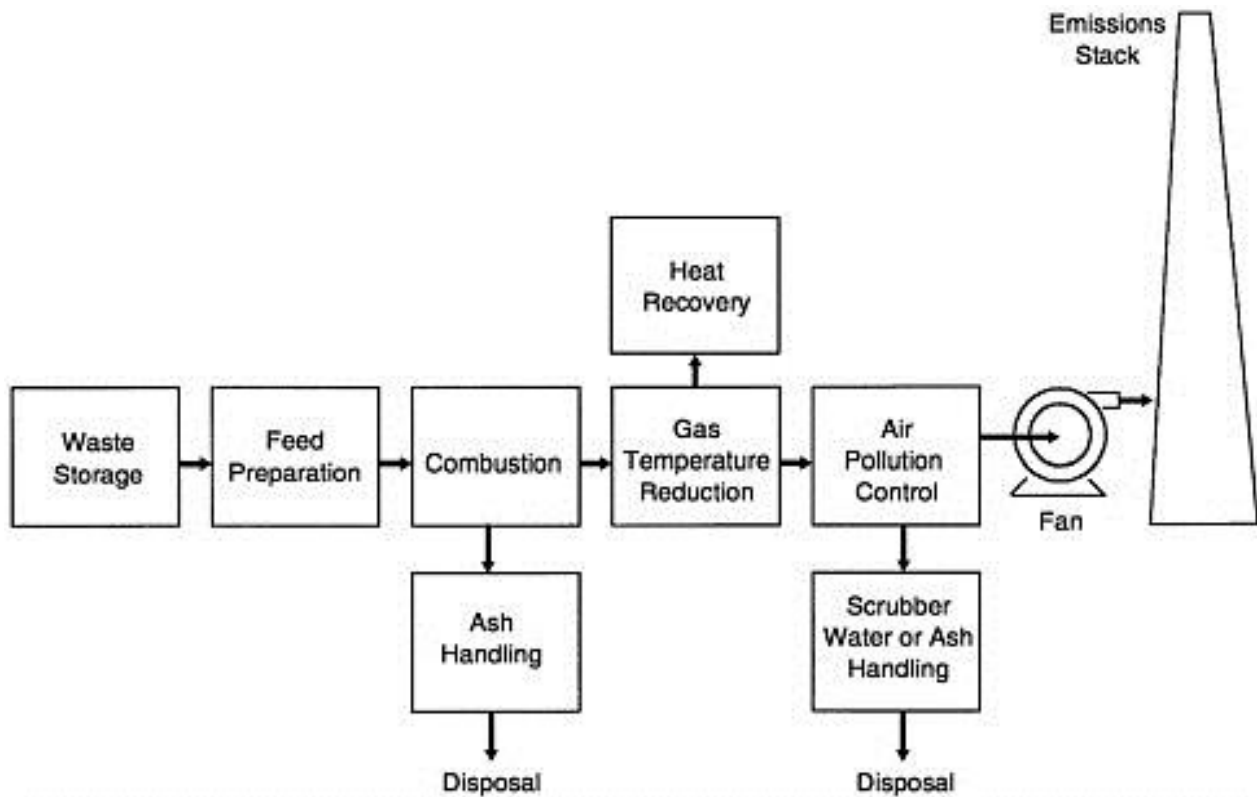 Emissions
Stack
Heat
Recovery
Waste
Storage
Feed
Preparation
Combustion
Gas
Temperature
Reduction
Air
Pollution
Control
Fan
Ash
Handling
Scrubber
Water or Ash
Handling
Disposal
Disposal